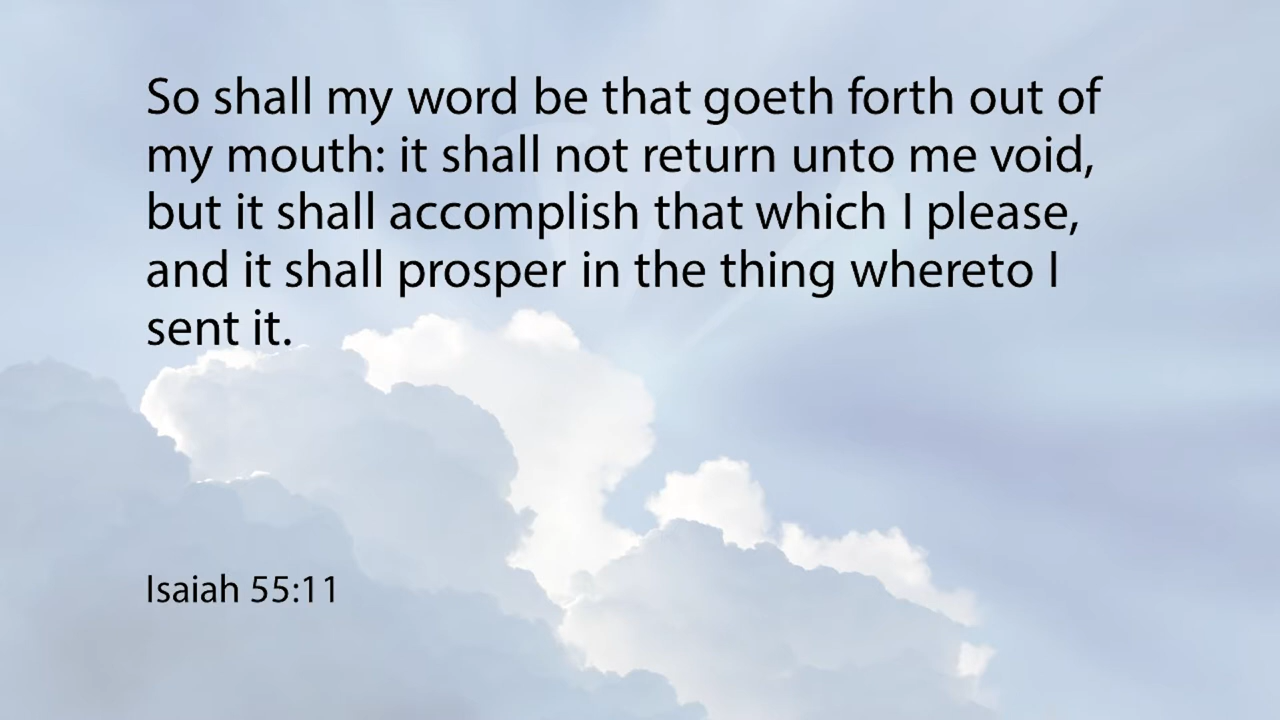 So shall my word be that goeth forth out of
my mouth: it shall not return unto me void,
but it shall accomplish that which I please,
and it shall prosper in the thing whereto I
sent it.
Isaiah 55:11